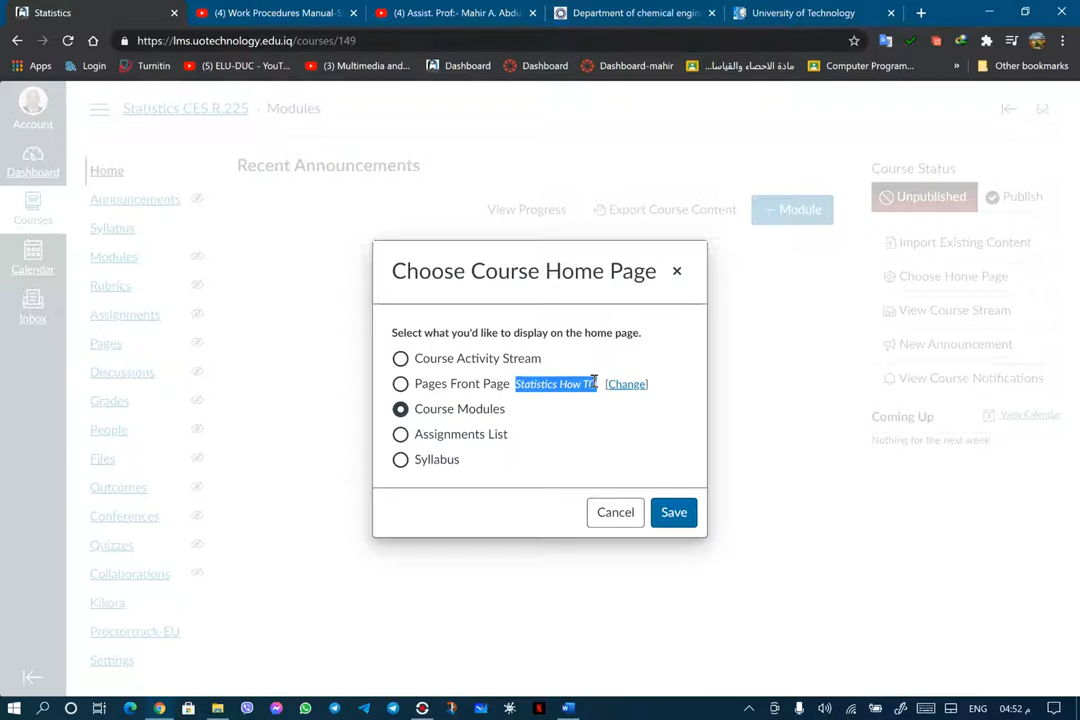 Statistics
(4) Work Procedures Manual-S
(4) Assist. Prof:- Mahir A. Abdu
Department of chemical engin
University of Technology
https://lms.uotechnology.edu.iq/courses/149
Apps
Login
Turnitin
(5) ELU-DUC - YouT...
(3) Multimedia and...
Dashboard
Dashboard
Dashboard-mahir
مادة الاحصاء والقياسا...
Computer Program...
»
Other bookmarks
Account
Dashboard
Courses
Calendar
Inbox
Statistics CES R.225 › Modules
Home
Announcements
Syllabus
Modules
Rubrics
Assignments
Pages
Discussions
Grades
People
Files
Outcomes
Conferences
Quizzes
Collaborations
Kikora
Proctortrack-EU
Settings
Recent Announcements
View Progress
Export Course Content
+ Module
Choose Course Home Page
Select what you'd like to display on the home page.
Course Activity Stream
Pages Front Page Statistics How TO [Change]
Course Modules
Assignments List
Syllabus
Cancel
Save
Course Status
Unpublished
Publish
Import Existing Content
Choose Home Page
View Course Stream
New Announcement
View Course Notifications
Coming Up
View Calendar
Nothing for the next week
ENG
04:52 م